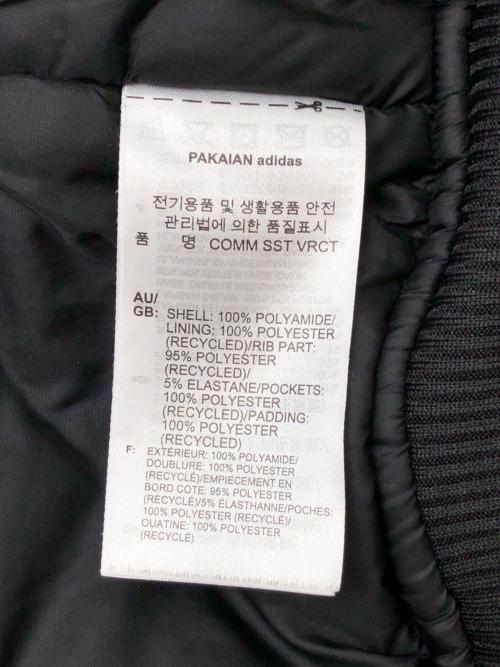 PAKAIAN adidas
전기용품 및 생활용품 안전
관리법에 의한 품질표시
품 명 COMM SST VRCT
AU/
GB: SHELL: 100% POLYAMIDE/
LINING: 100% POLYESTER
(RECYCLED)/RIB PART:
95% POLYESTER
(RECYCLED)/
5% ELASTANE/POCKETS:
100% POLYESTER
(RECYCLED)/PADDING:
100% POLYESTER
(RECYCLED)
F: EXTÉRIEUR: 100% POLYAMIDE/
DOUBLURE: 100% POLYESTER
(RECYCLÉ)/EMPIECEMENT EN
BORD COTE: 95% POLYESTER
(RECYCLÉ)/5% ÉLASTHANNE/POCHES:
100% POLYESTER (RECYCLÉ)/
OUATINE: 100% POLYESTER
(RECYCLÉ)